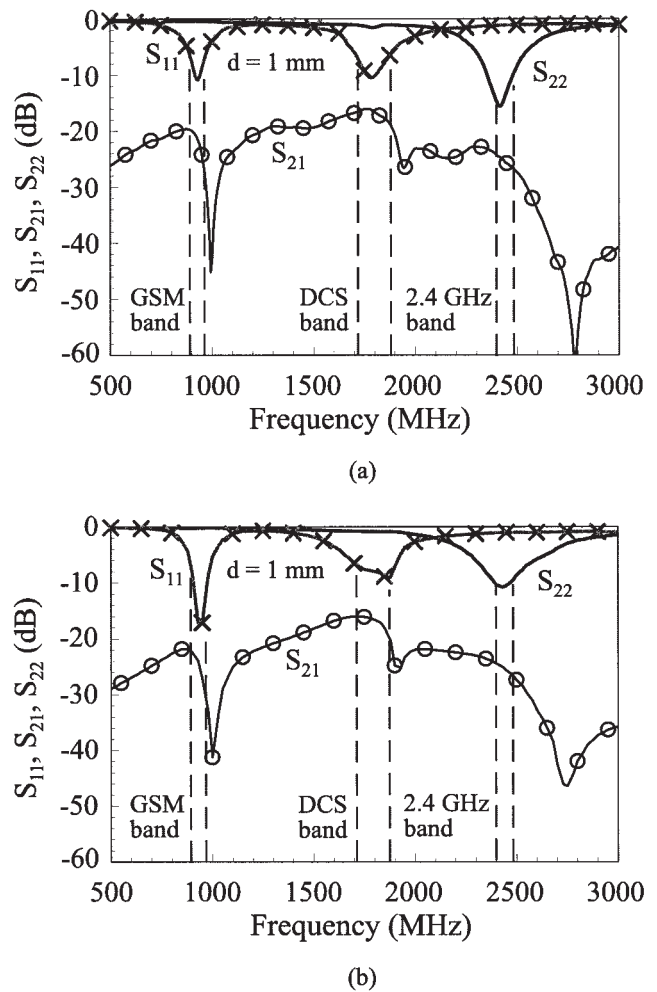 0
-10
-20
-30
-40
-50
-60
S11, S21, S22 (dB)
S11
d = 1 mm
S22
S21
GSM band
DCS band
2.4 GHz band
500 1000 1500 2000 2500 3000
Frequency (MHz)
(a)
0
-10
-20
-30
-40
-50
-60
S11, S21, S22 (dB)
S11
d = 1 mm
S22
S21
GSM band
DCS band
2.4 GHz band
500 1000 1500 2000 2500 3000
Frequency (MHz)
(b)